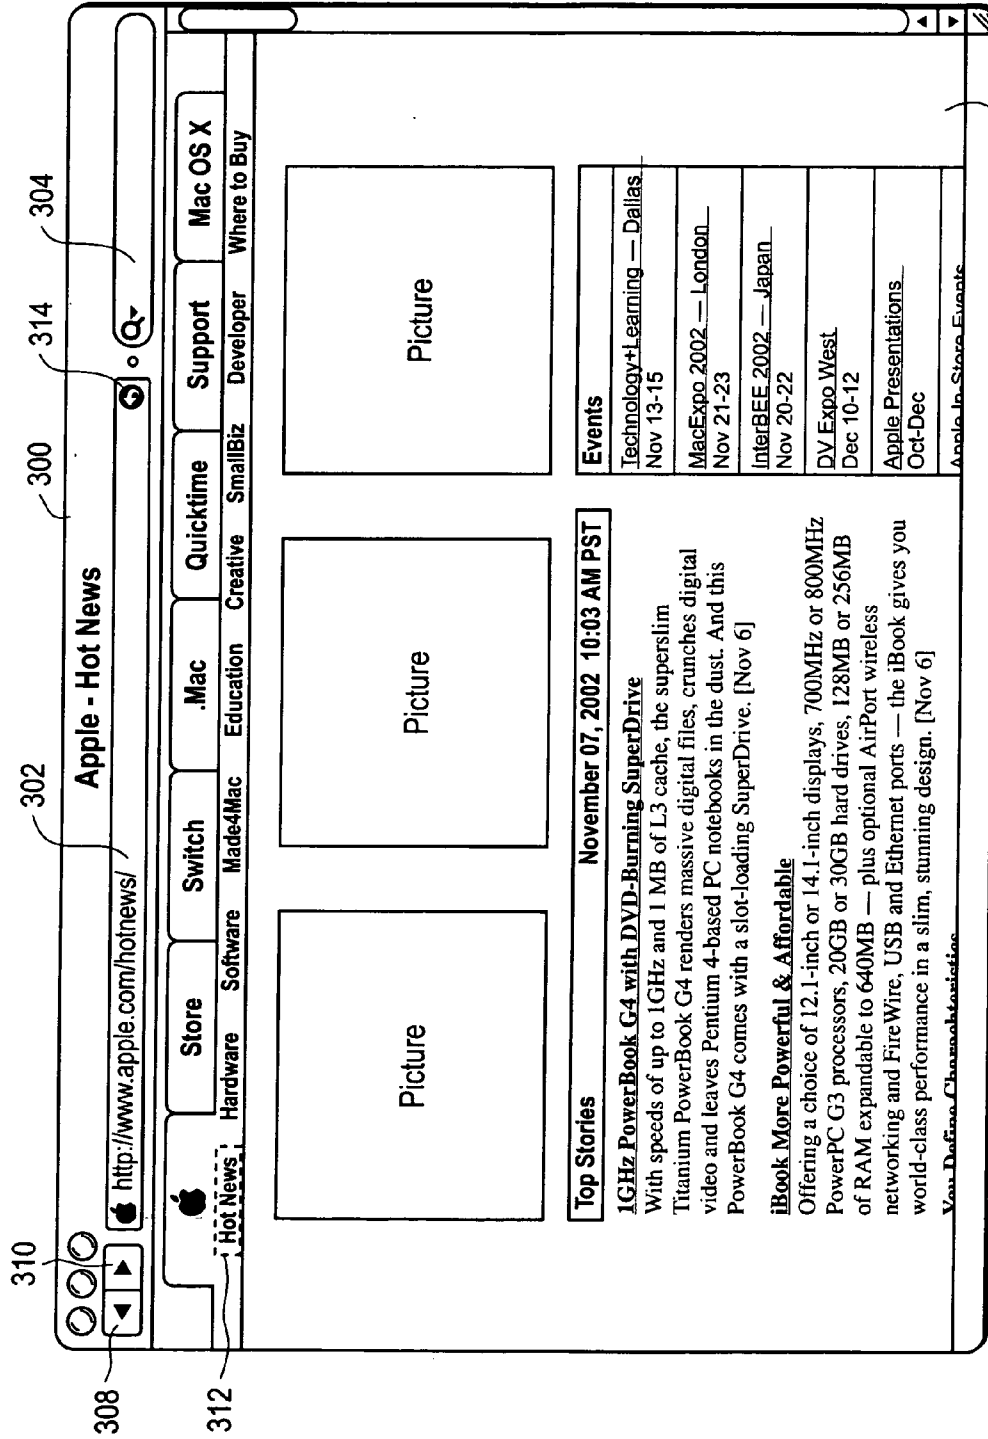 300
302
314
304
310
308
312
Apple - Hot News
http://www.apple.com/hotnews/
Store
Switch
.Mac
Quicktime
Support
Mac OS X
Hot News
Hardware
Software
Made4Mac
Education
Creative
SmallBiz
Developer
Where to Buy
Picture
Picture
Picture
Top Stories
November 07, 2002 10:03 AM PST
1GHz PowerBook G4 with DVD-Burning SuperDrive
With speeds of up to 1GHz and 1 MB of L3 cache, the superslim
Titanium PowerBook G4 renders massive digital files, crunches digital
video and leaves Pentium 4-based PC notebooks in the dust. And this
PowerBook G4 comes with a slot-loading SuperDrive. [Nov 6]
iBook More Powerful & Affordable
Offering a choice of 12.1-inch or 14.1-inch displays, 700MHz or 800MHz
PowerPC G3 processors, 20GB or 30GB hard drives, 128MB or 256MB
of RAM expandable to 640MB — plus optional AirPort wireless
networking and FireWire, USB and Ethernet ports — the iBook gives you
world-class performance in a slim, stunning design. [Nov 6]
You Define
Events
Technology+Learning — Dallas
Nov 13-15
MacExpo 2002 — London
Nov 21-23
InterBEE 2002 — Japan
Nov 20-22
DV Expo West
Dec 10-12
Apple Presentations
Oct-Dec
Apple In-Store Events